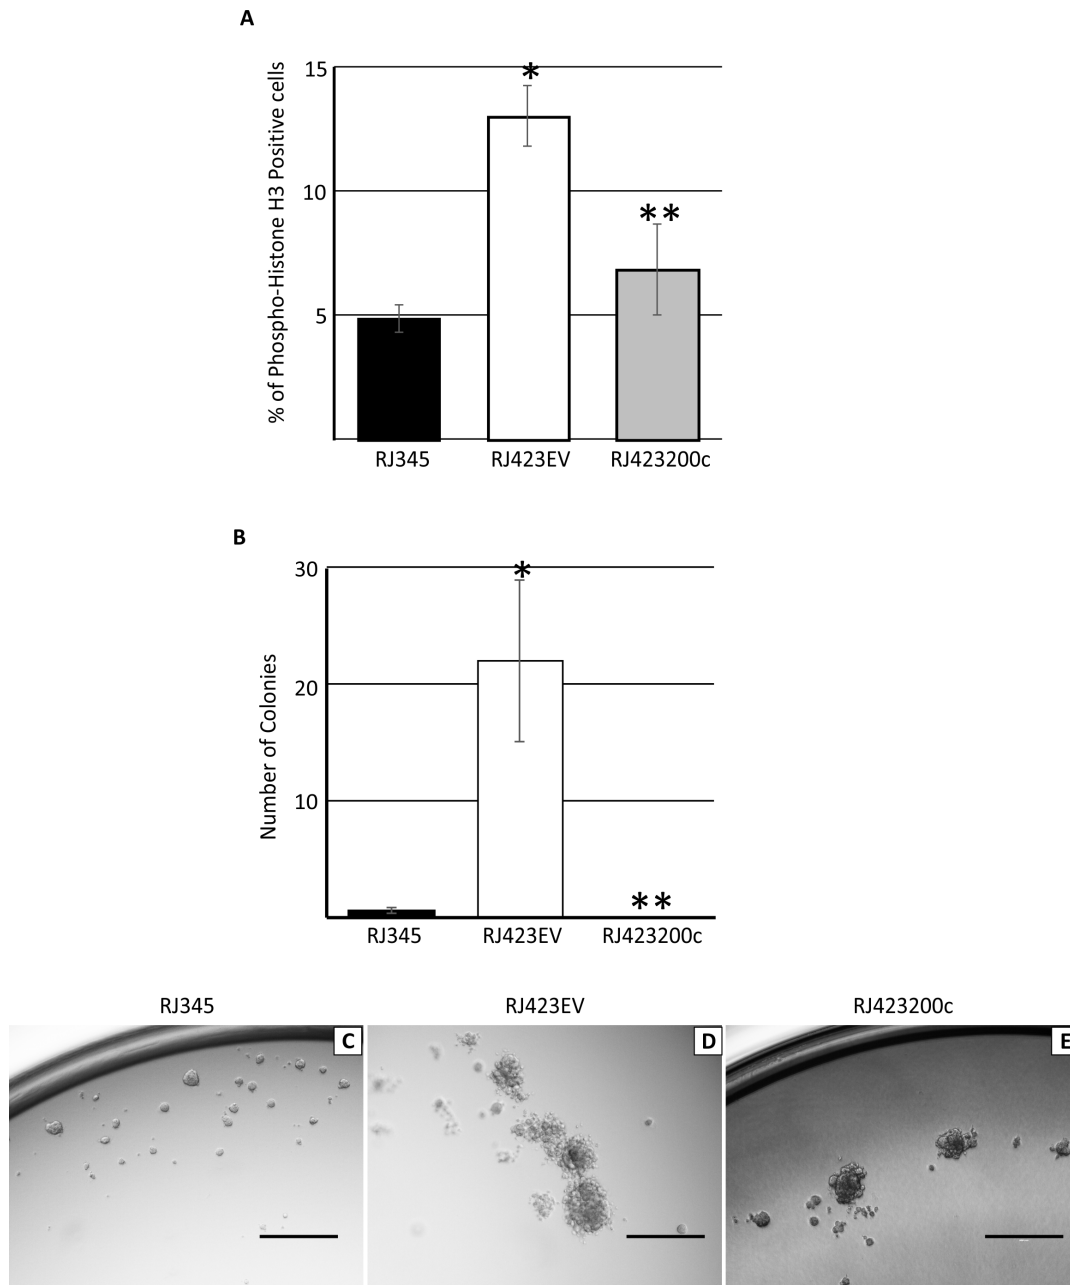 A
% of Phospho-Histone H3 Positive cells
15
10
5
*
**
RJ345 RJ423EV RJ423200c
B
Number of Colonies
30
20
10
*
**
RJ345 RJ423EV RJ423200c
RJ345 RJ423EV RJ423200c
C D E